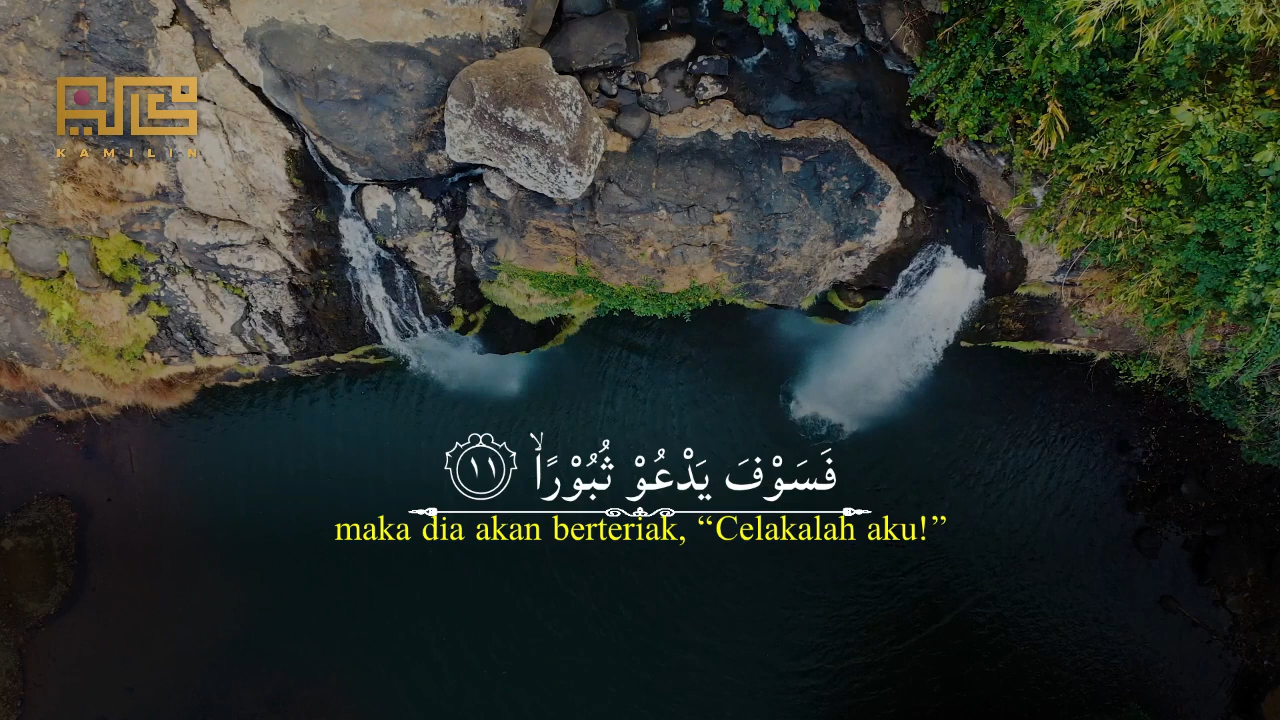 KAMILIN
فَسَوْفَ يَدْعُوْ ثُبُوْرًاۙ ١١
maka dia akan berteriak, “Celakalah aku!”